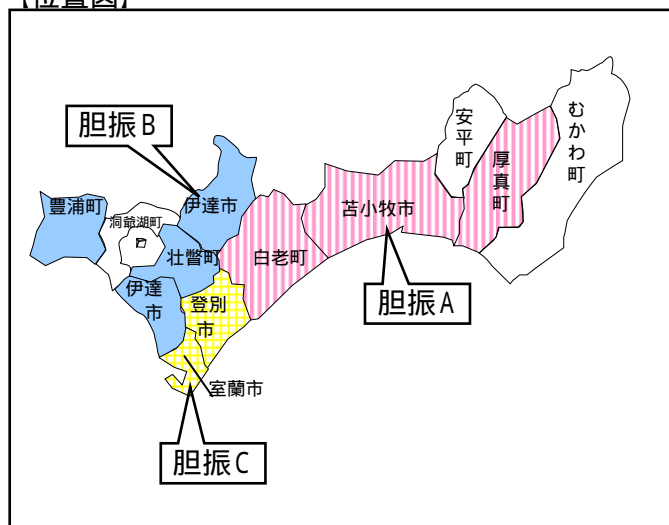 【位置図】
胆振B
豊浦町
洞爺湖町
伊達市
壮瞥町
伊達
市
登別
市
室蘭市
胆振C
白老町
苫小牧市
胆振A
安平町
厚真町
むかわ町